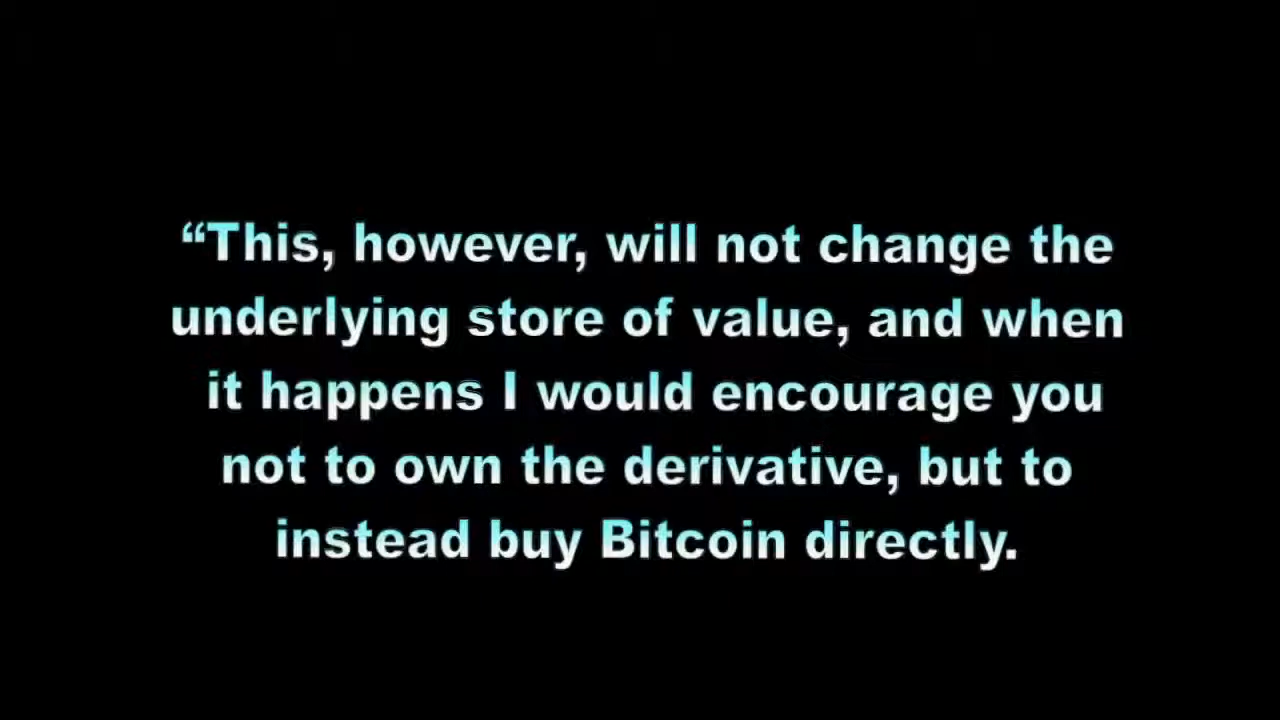 “This, however, will not change the
underlying store of value, and when
it happens I would encourage you
not to own the derivative, but to
instead buy Bitcoin directly.